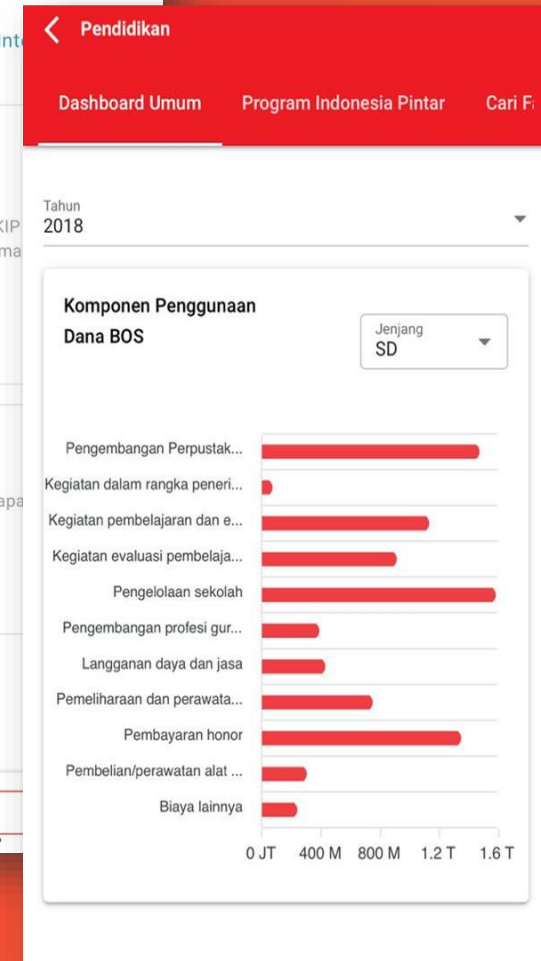 Pendidikan
Dashboard Umum
Program Indonesia Pintar
Cari F
Tahun
2018
Komponen Penggunaan
Dana BOS
Jenjang
SD
Pengembangan Perpustak...
Kegiatan dalam rangka peneri...
Kegiatan pembelajaran dan e...
Kegiatan evaluasi pembelaja...
Pengelolaan sekolah
Pengembangan profesi gur...
Langganan daya dan jasa
Pemeliharaan dan perawata...
Pembayaran honor
Pembelian/perawatan alat ...
Biaya lainnya
0 JT 400 M 800 M 1.2 T 1.6 T